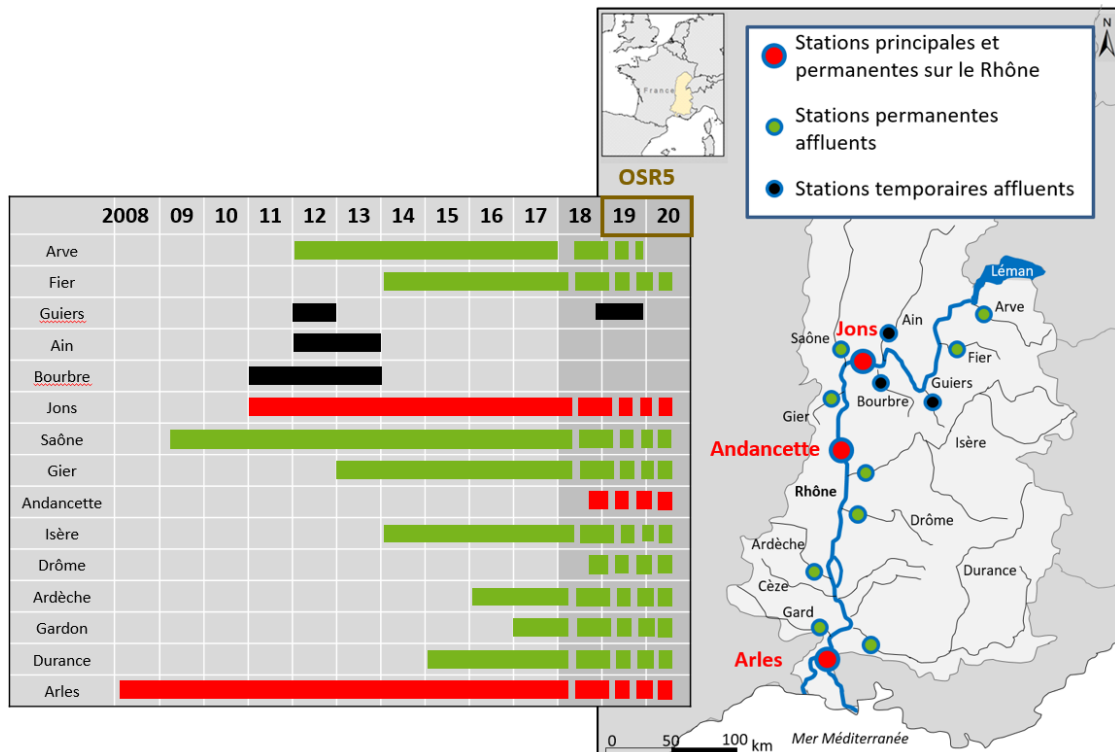 France
N
Stations principales et
permanentes sur le Rhône
Stations permanentes
affluents
Stations temporaires affluents
OSR5
2008 09 10 11 12 13 14 15 16 17 18 19 20
Arve
Fier
Guiers
Ain
Bourbre
Jons
Saône
Gier
Andancette
Isère
Drôme
Ardèche
Gardon
Durance
Arles
Léman
Arve
Ain
Jons
Saône
Fier
Guiers
Bourbre
Gier
Isère
Andancette
Rhône
Drôme
Ardèche
Durance
Cèze
Gard
Arles
Mer Méditerranée
0 50 100 km